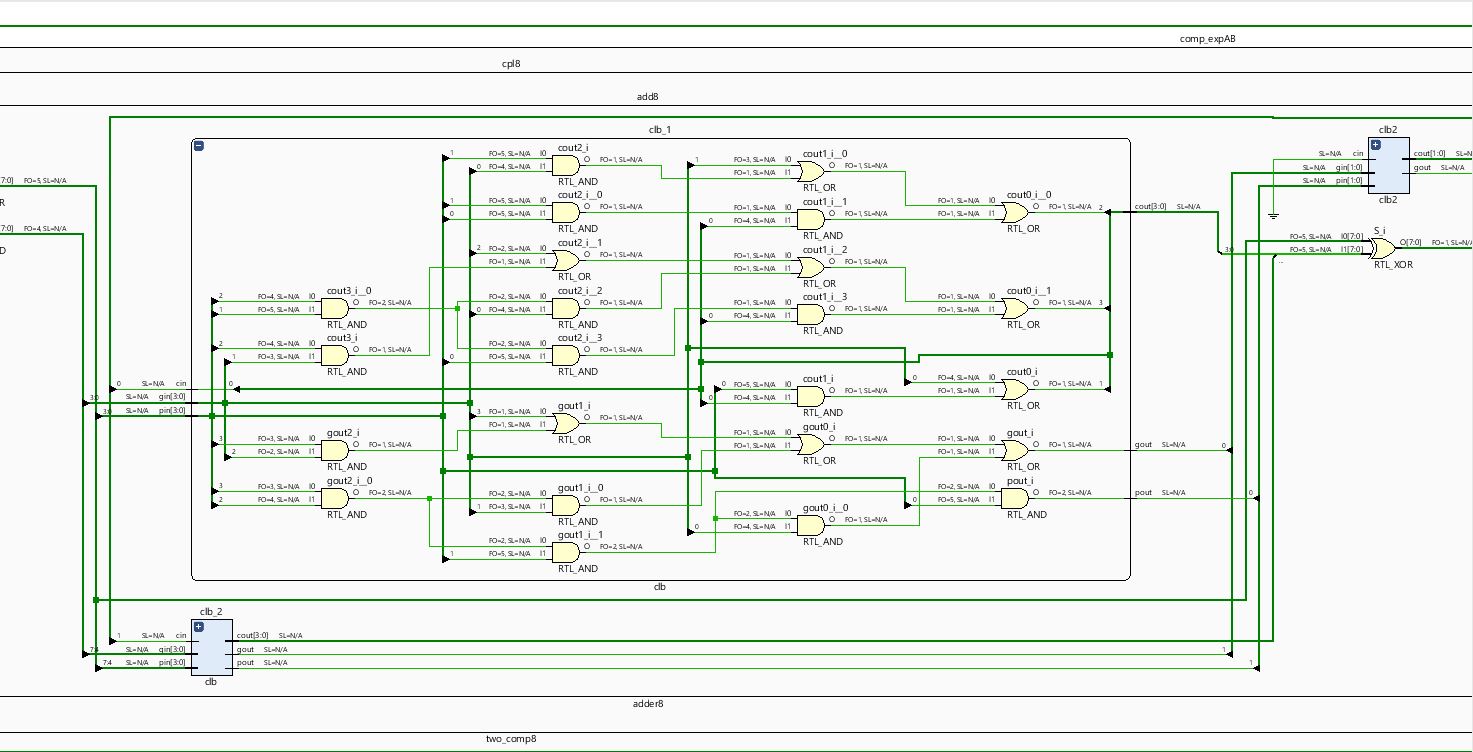 comp_expAB
cpl8
add8
clb_1
clb2
cout2_i
FO=5, SL=N/A I0 O FO=1, SL=N/A
FO=4, SL=N/A I1
RTL_AND
cout1_i__0
FO=3, SL=N/A I0 O FO=1, SL=N/A
FO=1, SL=N/A I1
RTL_OR
SL=N/A cin cout[1:0] SL=N/A
gin[1:0] gout SL=N/A
pin[1:0]
clb2
7:0] FO=5, SL=N/A
R
cout2_i__0
FO=5, SL=N/A I0 O FO=1, SL=N/A
FO=5, SL=N/A I1
RTL_AND
cout1_i__1
FO=1, SL=N/A I0 O FO=1, SL=N/A
FO=4, SL=N/A I1
RTL_AND
cout0_i__0
FO=1, SL=N/A I0 O FO=1, SL=N/A 2
FO=1, SL=N/A I1
RTL_OR
cout[3:0] SL=N/A
7:0] FO=4, SL=N/A
D
S_i
FO=5, SL=N/A I0[7:0] O[7:0] FO=1, SL=N/A
3:0 FO=5, SL=N/A I1[7:0]
RTL_XOR
cout2_i__1
FO=2, SL=N/A I0 O FO=1, SL=N/A
FO=1, SL=N/A I1
RTL_OR
cout1_i__2
FO=1, SL=N/A I0 O FO=1, SL=N/A
FO=1, SL=N/A I1
RTL_OR
cout3_i__0
2 FO=4, SL=N/A I0 O FO=2, SL=N/A
1 FO=5, SL=N/A I1
RTL_AND
cout2_i__2
FO=2, SL=N/A I0 O FO=1, SL=N/A
0 FO=4, SL=N/A I1
RTL_AND
cout1_i__3
FO=1, SL=N/A I0 O FO=1, SL=N/A
0 FO=4, SL=N/A I1
RTL_AND
cout0_i__1
FO=1, SL=N/A I0 O FO=1, SL=N/A 3
FO=1, SL=N/A I1
RTL_OR
cout3_i
2 FO=4, SL=N/A I0 O FO=1, SL=N/A
1 FO=3, SL=N/A I1
RTL_AND
cout2_i__3
FO=2, SL=N/A I0 O FO=1, SL=N/A
0 FO=5, SL=N/A I1
RTL_AND
0 SL=N/A cin 0
3:0 SL=N/A gin[3:0]
3:0 SL=N/A pin[3:0]
cout1_i
0 FO=5, SL=N/A I0 O FO=1, SL=N/A
0 FO=4, SL=N/A I1
RTL_AND
cout0_i
0 FO=4, SL=N/A I0 O FO=1, SL=N/A 1
FO=1, SL=N/A I1
RTL_OR
gout1_i
3 FO=1, SL=N/A I0 O FO=1, SL=N/A
FO=1, SL=N/A I1
RTL_OR
gout2_i
3 FO=3, SL=N/A I0 O FO=1, SL=N/A
2 FO=2, SL=N/A I1
RTL_AND
gout0_i
FO=1, SL=N/A I0 O FO=1, SL=N/A
FO=1, SL=N/A I1
RTL_OR
gout_i
FO=1, SL=N/A I0 O FO=1, SL=N/A
FO=1, SL=N/A I1
RTL_OR
gout SL=N/A 0
gout2_i__0
3 FO=3, SL=N/A I0 O FO=2, SL=N/A
2 FO=4, SL=N/A I1
RTL_AND
gout1_i__0
FO=2, SL=N/A I0 O FO=1, SL=N/A
1 FO=3, SL=N/A I1
RTL_AND
gout0_i__0
FO=2, SL=N/A I0 O FO=1, SL=N/A
0 FO=4, SL=N/A I1
RTL_AND
pout_i
FO=2, SL=N/A I0 O FO=1, SL=N/A
0 FO=5, SL=N/A I1
RTL_AND
pout SL=N/A 0
gout1_i__1
FO=2, SL=N/A I0 O FO=2, SL=N/A
1 FO=5, SL=N/A I1
RTL_AND
clb
clb_2
1 SL=N/A cin cout[3:0] SL=N/A
7:4 SL=N/A gin[3:0] gout SL=N/A 1
7:4 SL=N/A pin[3:0] pout SL=N/A 1
clb
adder8
two_comp8